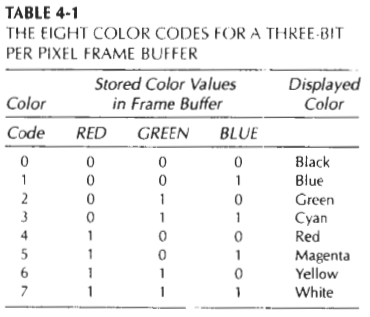 TABLE 4-1
THE EIGHT COLOR CODES FOR A THREE-BIT
PER PIXEL FRAME BUFFER
Stored Color Values Displayed
Color in Frame Buffer Color
Code RED GREEN BLUE
0 0 0 0 Black
1 0 0 1 Blue
2 0 1 0 Green
3 0 1 1 Cyan
4 1 0 0 Red
5 1 0 1 Magenta
6 1 1 0 Yellow
7 1 1 1 White